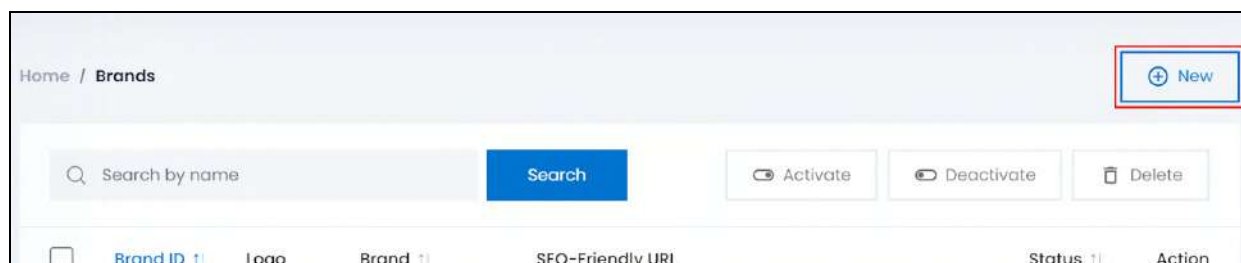 Home / Brands
New
Search by name
Search
Activate
Deactivate
Delete
Brand ID Logo Brand SEO-Friendly URL Status Action